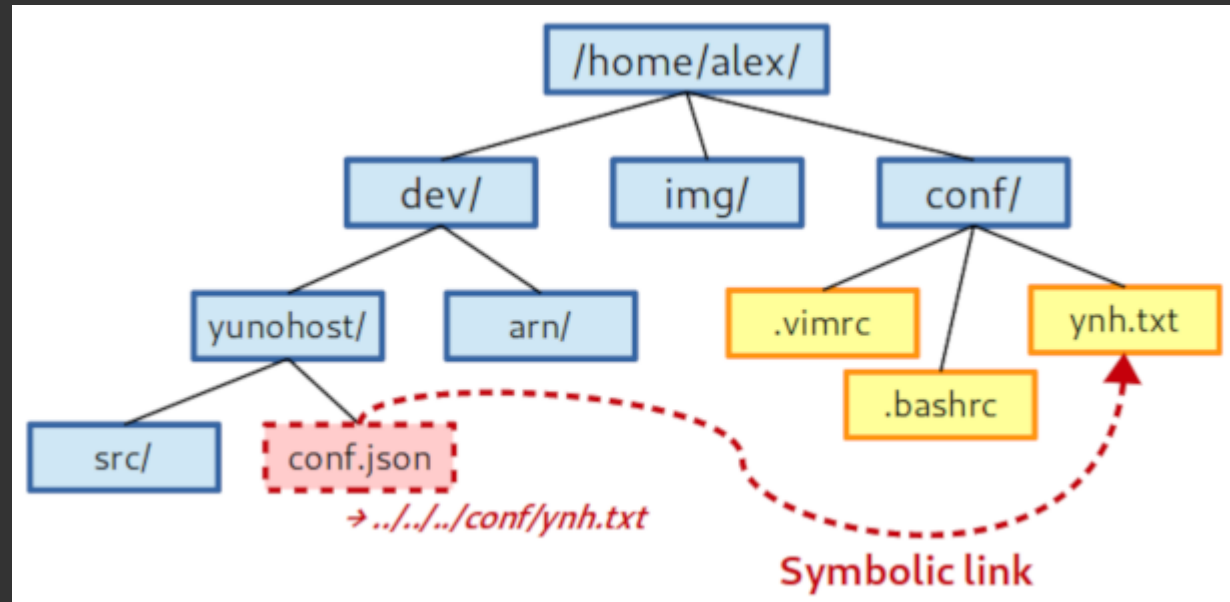 /home/alex/
dev/
img/
conf/
yunohost/
arn/
.vimrc
ynh.txt
.bashrc
src/
conf.json
→ ../../../conf/ynh.txt
Symbolic link